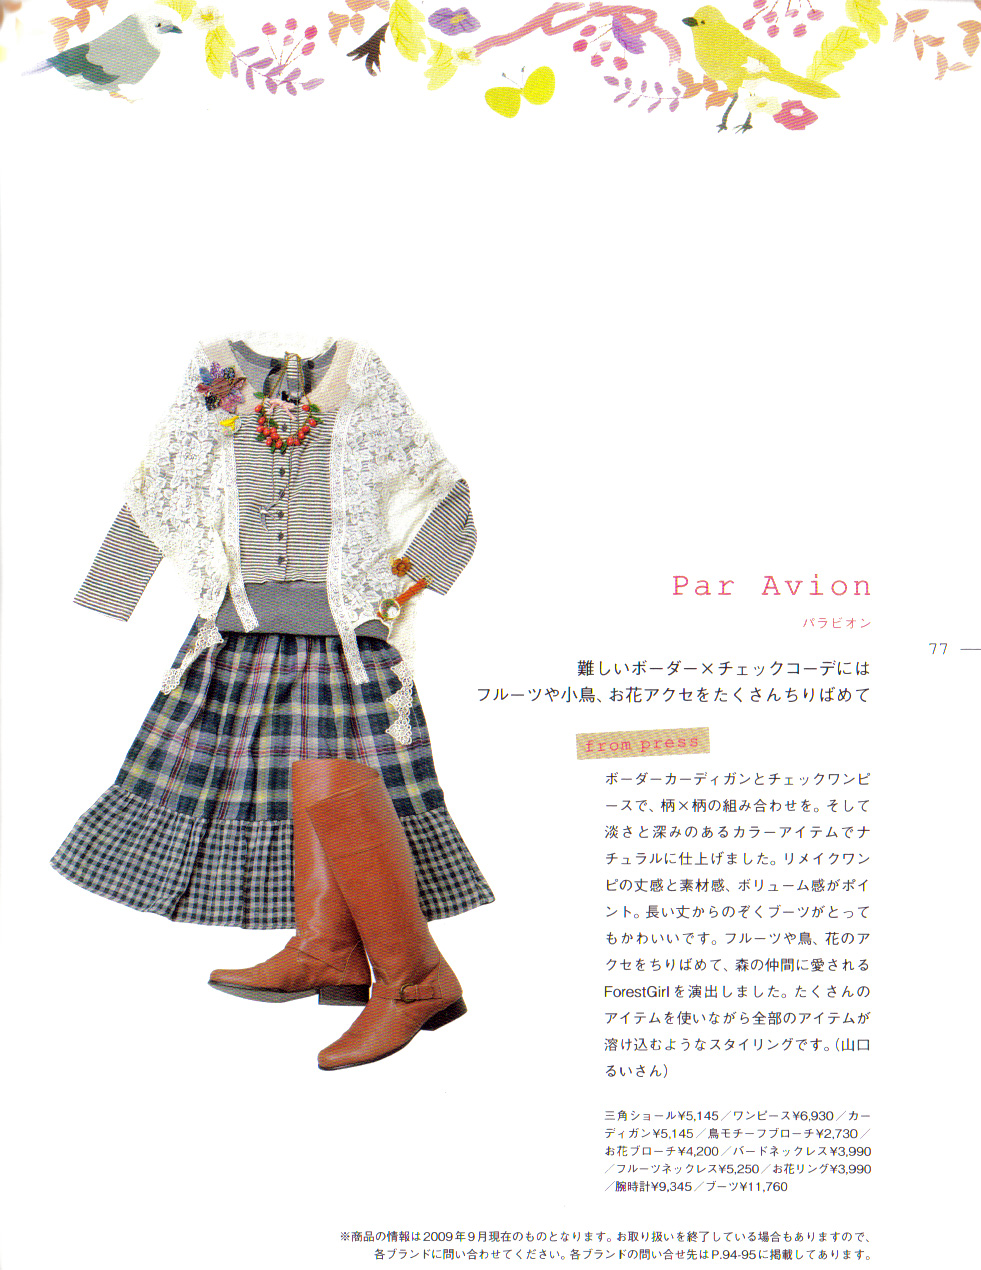 Par Avion
パラビオン
77
難しいボーダー×チェックコーデには
フルーツや小鳥、お花アクセをたくさんちりばめて
from press
ボーダーカーディガンとチェックワンピ
ースで、柄×柄の組み合わせを。そして
淡さと深みのあるカラーアイテムでナ
チュラルに仕上げました。リメイクワン
ピの丈感と素材感、ボリューム感がポイ
ント。長い丈からのぞくブーツがとって
もかわいいです。フルーツや鳥、花のア
クセをちりばめて、森の仲間に愛される
ForestGirlを演出しました。たくさんの
アイテムを使いながら全部のアイテムが
溶け込むようなスタイリングです。（山口
るいさん）
三角ショール¥5,145／ワンピース¥6,930／カー
ディガン¥5,145／鳥モチーフブローチ¥2,730／
お花ブローチ¥4,200／バードネックレス¥3,990
／フルーツネックレス¥5,250／お花リング¥3,990
／腕時計¥9,345／ブーツ¥11,760
※商品の情報は2009年9月現在のものとなります。お取り扱いを終了している場合もありますので、
各ブランドに問い合わせてください。各ブランドの問い合せ先はP.94-95に掲載してあります。